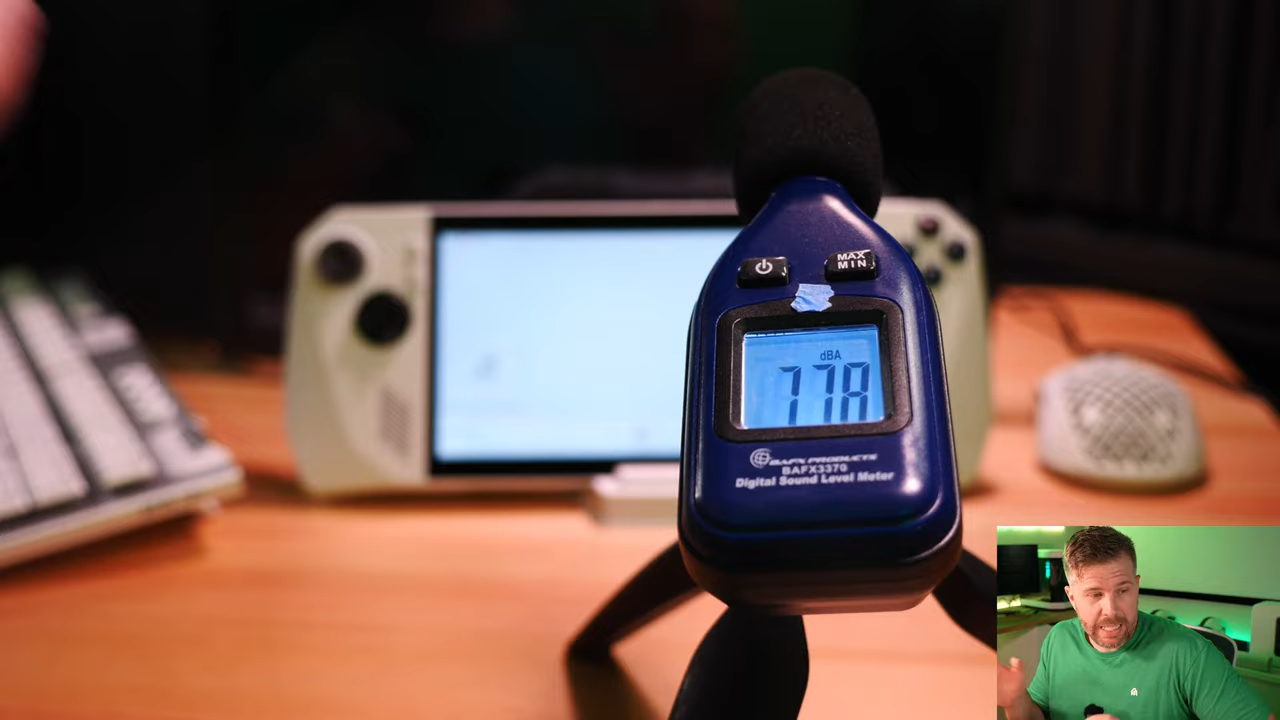 MAX
MIN
dBA
77.8
BAFX PRODUCTS
BAFX3370
Digital Sound Level Meter